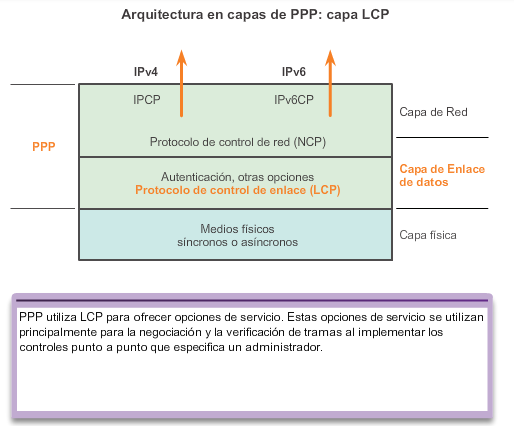 Arquitectura en capas de PPP: capa LCP
IPv4 IPv6
IPCP IPv6CP
Capa de Red
Protocolo de control de red (NCP)
PPP
Autenticación, otras opciones
Protocolo de control de enlace (LCP)
Capa de Enlace
de datos
Medios físicos
síncronos o asíncronos
Capa física
PPP utiliza LCP para ofrecer opciones de servicio. Estas opciones de servicio se utilizan
principalmente para la negociación y la verificación de tramas al implementar los
controles punto a punto que especifica un administrador.